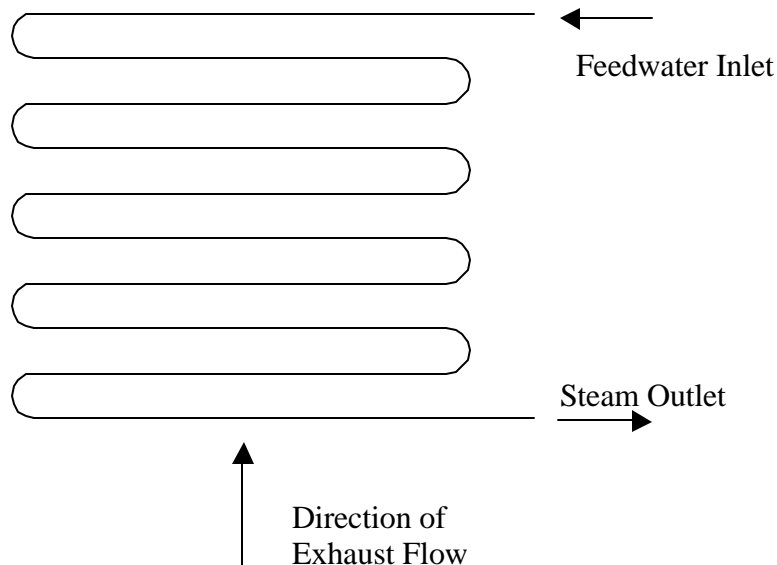 Feedwater Inlet
Steam Outlet
Direction of
Exhaust Flow